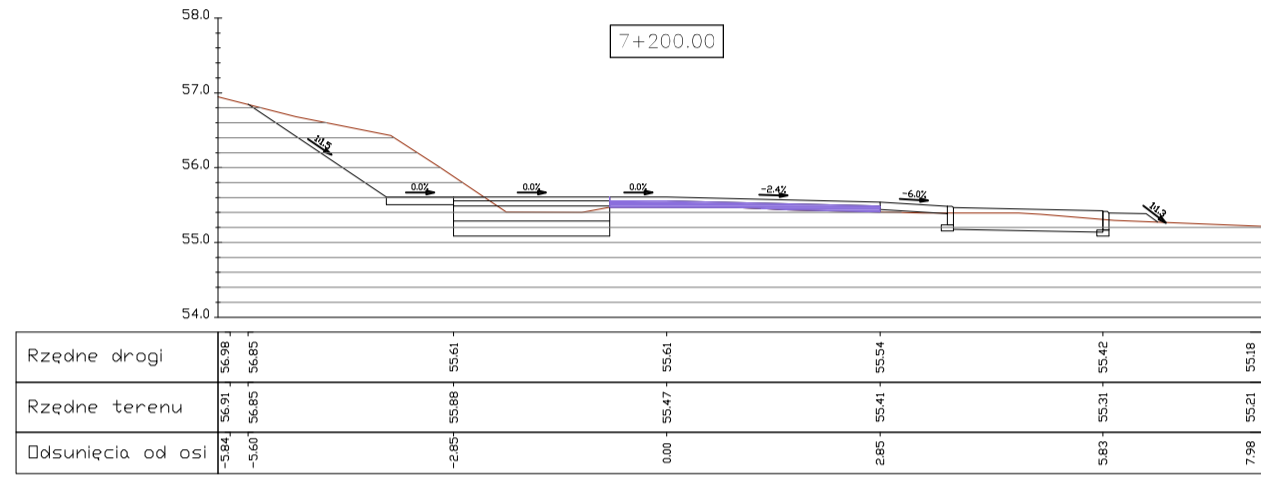 58.0
7+200.00
57.0
1:1.5
56.0
0.0% 0.0% 0.0% -2.4% -6.0%
1:1.3
55.0
54.0
Rzędne drogi 56.98 56.85 55.61 55.61 55.54 55.42 55.18
Rzędne terenu 56.91 56.85 55.88 55.47 55.41 55.31 55.21
Odsunięcia od osi -5.84 -5.60 -2.85 0.00 2.85 5.83 7.98